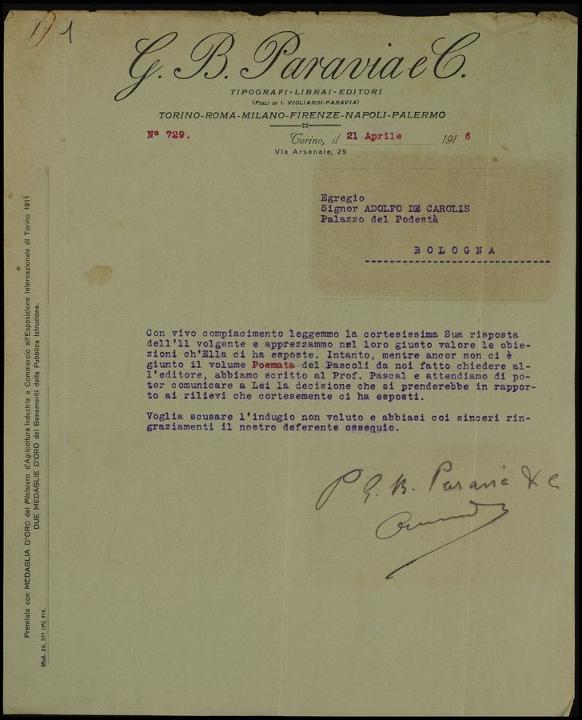 1
G. B. Paravia e C.
TIPOGRAFI-LIBRAI-EDITORI
(FIGLI DI I. VIGLIARDI-PARAVIA)
TORINO-ROMA-MILANO-FIRENZE-NAPOLI-PALERMO
N° 729.
Torino, il 21 Aprile 1916
Via Arsenale, 29
Egregio
Signor ADOLFO DE CAROLIS
Palazzo del Podestà
BOLOGNA
Con vivo compiacimento leggemmo la cortesissima Sua risposta
dell'11 volgente e apprezzammo nel loro giusto valore le obie-
zioni ch'Ella ci ha esposte. Intanto, mentre ancor non ci è
giunto il volume Poemata del Pascoli da noi fatto chiedere al-
l'editore, abbiamo scritto al Prof. Pascal e attendiamo di po-
ter comunicare a Lei la decisione che si prenderebbe in rappor-
to ai rilievi che cortesemente ci ha esposti.
Voglia scusare l'indugio non voluto e abbiasi coi sinceri rin-
graziamenti il nostro deferente ossequio.
P G. B. Paravia & C
Premiata con MEDAGLIA D'ORO del Ministero d'Agricoltura Industria e Commercio all'Esposizione Internazionale di Torino 1911
DUE MEDAGLIE D'ORO dei Benemeriti della Pubblica Istruzione.
Mod. 2A, 577 (M) 914.